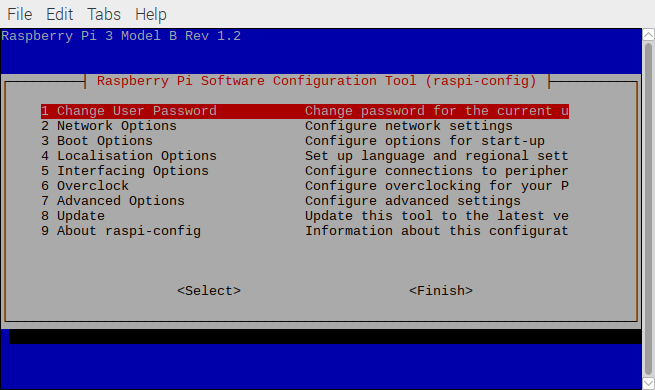 File Edit Tabs Help
Raspberry Pi 3 Model B Rev 1.2
Raspberry Pi Software Configuration Tool (raspi-config)
1 Change User Password Change password for the current u
2 Network Options Configure network settings
3 Boot Options Configure options for start-up
4 Localisation Options Set up language and regional sett
5 Interfacing Options Configure connections to peripher
6 Overclock Configure overclocking for your P
7 Advanced Options Configure advanced settings
8 Update Update this tool to the latest ve
9 About raspi-config Information about this configurat
<Select> <Finish>